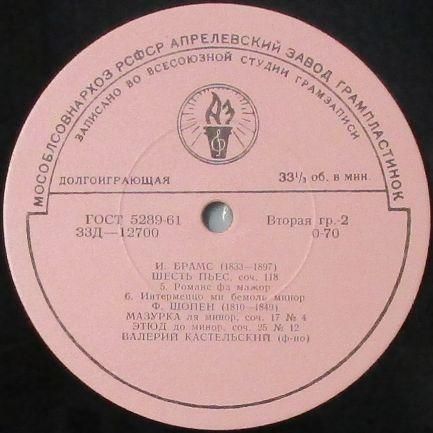 МОСОБЛСОВНАРХОЗ РСФСР АПРЕЛЕВСКИЙ ЗАВОД ГРАМПЛАСТИНОК
ЗАПИСАНО ВО ВСЕСОЮЗНОЙ СТУДИИ ГРАМЗАПИСИ
АЗ
ДОЛГОИГРАЮЩАЯ 33⅓ об. в мин.
ГОСТ 5289-61 Вторая гр.-2
33Д—12700 0-70
И. БРАМС (1833—1897)
ШЕСТЬ ПЬЕС, соч. 118
5. Романс фа мажор
6. Интермеццо ми бемоль минор
Ф. ШОПЕН (1810—1849)
МАЗУРКА ля минор, соч. 17 № 4
ЭТЮД до минор, соч. 25 № 12
ВАЛЕРИЙ КАСТЕЛЬСКИЙ (ф-но)